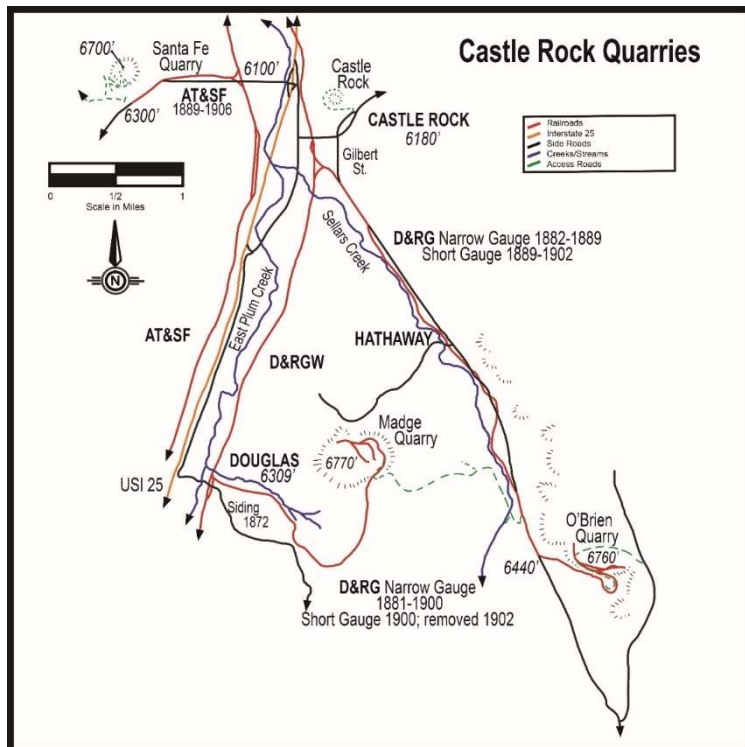 Castle Rock Quarries
6700'
Santa Fe
Quarry
6100'
AT&SF
1889-1906
6300'
Castle
Rock
CASTLE ROCK
6180'
Gilbert
St.
Railroads
Interstate 25
Side Roads
Creeks/Streams
Access Roads
0 1/2 1
Scale in Miles
N
Sellars Creek
D&RG Narrow Gauge 1882-1889
Short Gauge 1889-1902
East Plum Creek
AT&SF
D&RGW
HATHAWAY
Madge
Quarry
6770'
USI 25
DOUGLAS
6309'
Siding
1872
O'Brien
Quarry
6760'
6440'
D&RG Narrow Gauge
1881-1900
Short Gauge 1900; removed 1902